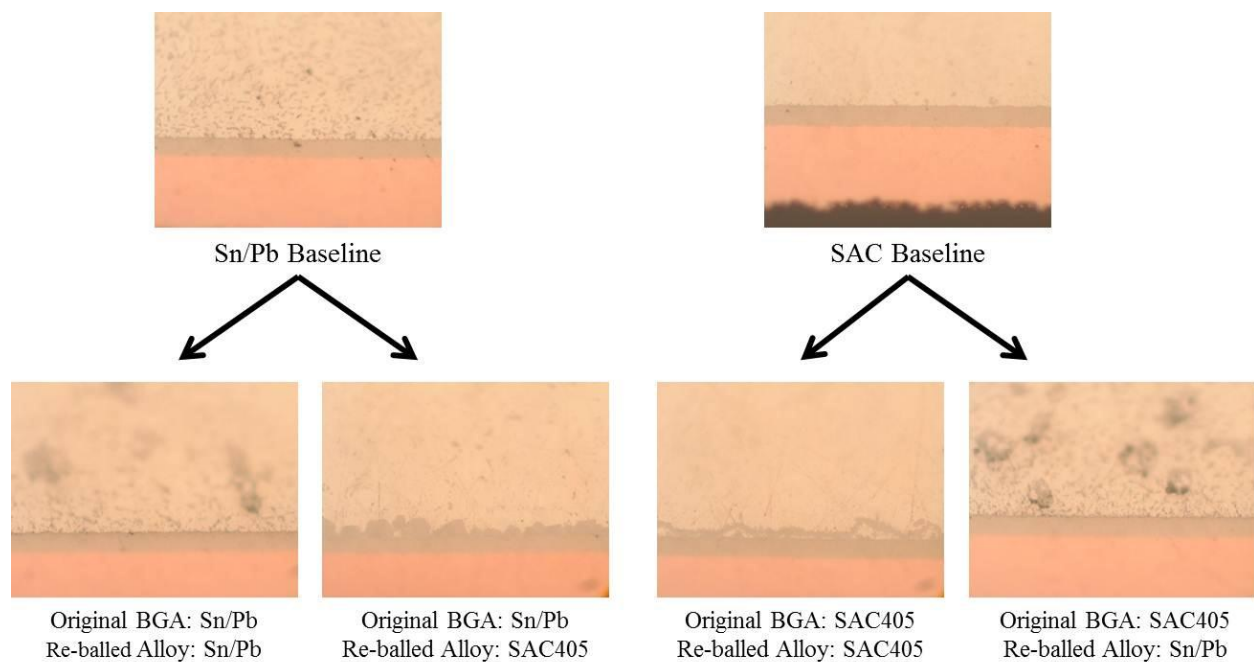 Sn/Pb Baseline
SAC Baseline
Original BGA: Sn/Pb
Re-balled Alloy: Sn/Pb
Original BGA: Sn/Pb
Re-balled Alloy: SAC405
Original BGA: SAC405
Re-balled Alloy: SAC405
Original BGA: SAC405
Re-balled Alloy: Sn/Pb